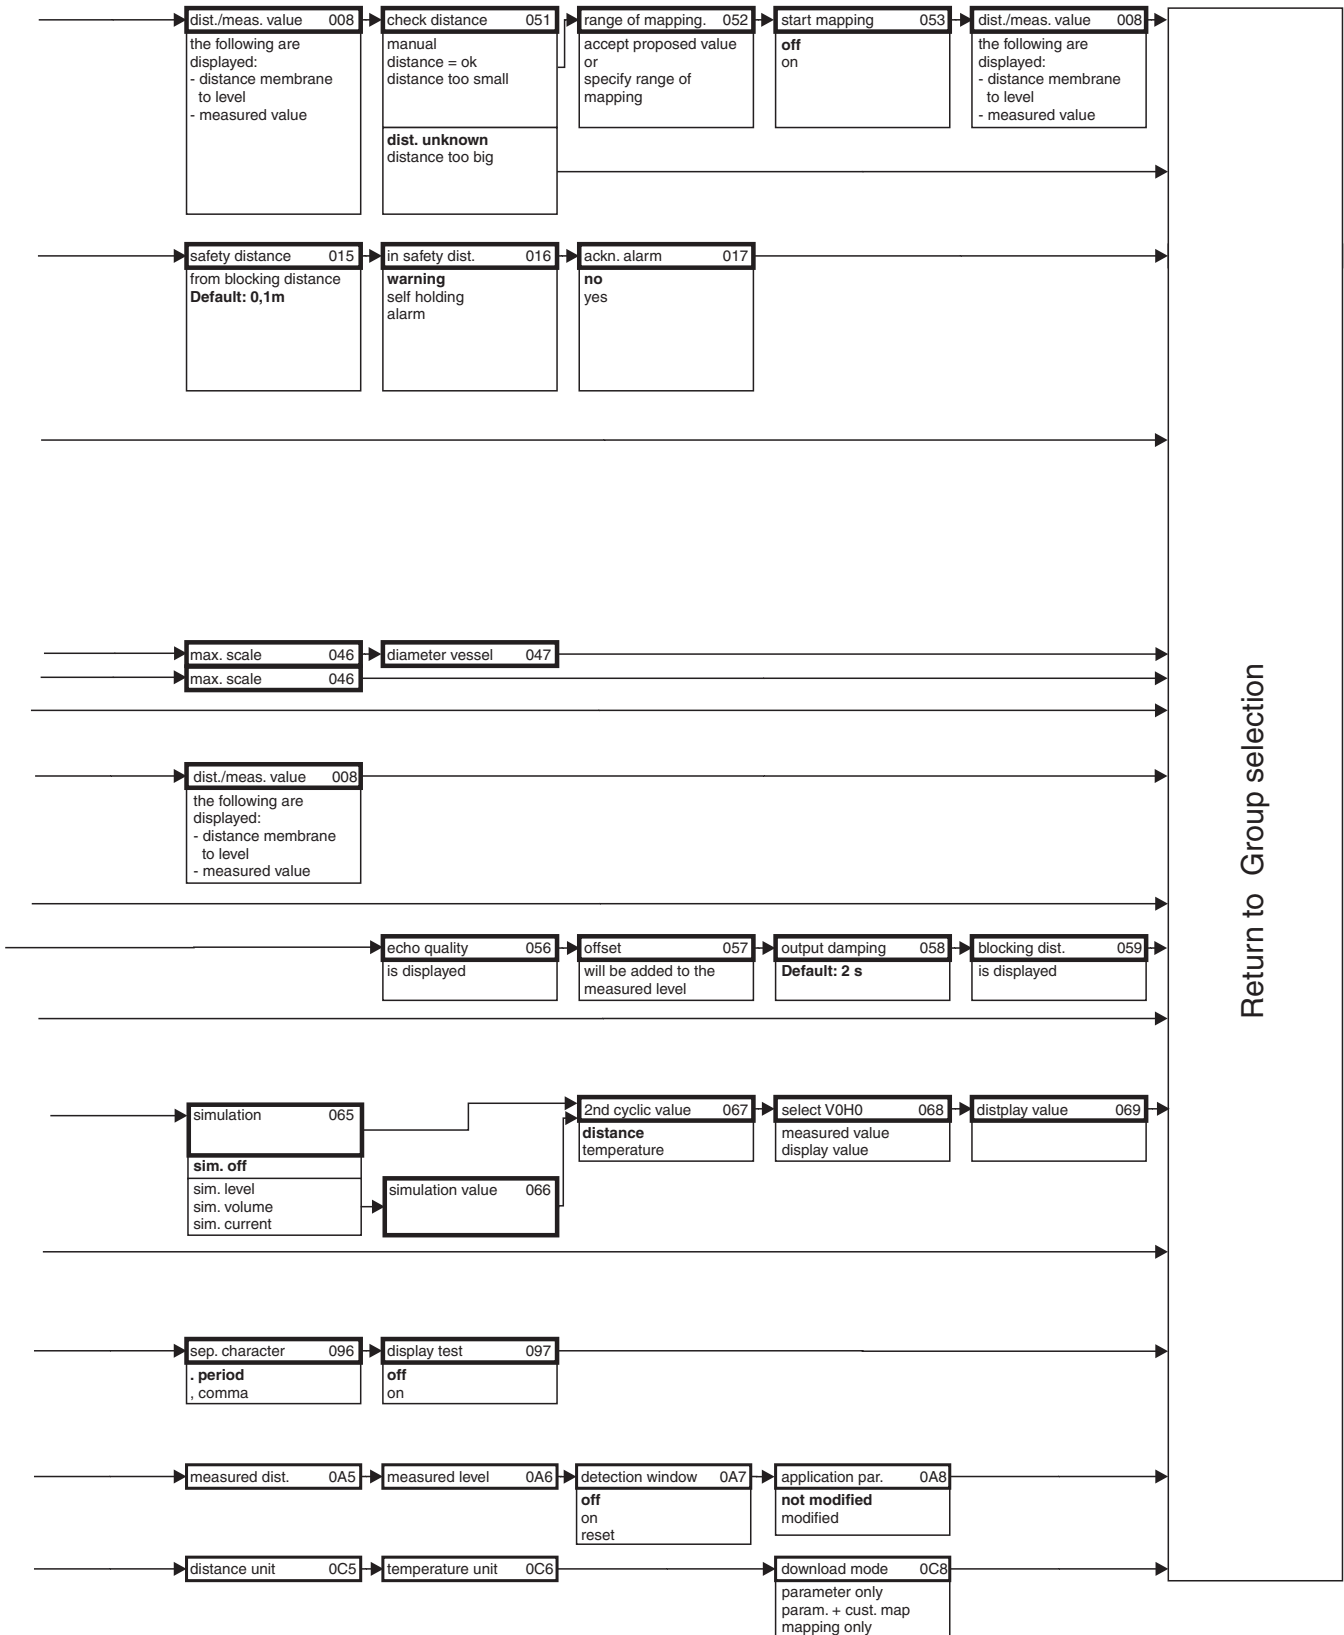 dist./meas. value 008
the following are
displayed:
- distance membrane
to level
- measured value
check distance 051
manual
distance = ok
distance too small
dist. unknown
distance too big
range of mapping. 052
accept proposed value
or
specify range of
mapping
start mapping 053
off
on
dist./meas. value 008
the following are
displayed:
- distance membrane
to level
- measured value
safety distance 015
from blocking distance
Default: 0,1m
in safety dist. 016
warning
self holding
alarm
ackn. alarm 017
no
yes
max. scale 046
diameter vessel 047
max. scale 046
dist./meas. value 008
the following are
displayed:
- distance membrane
to level
- measured value
echo quality 056
is displayed
offset 057
will be added to the
measured level
output damping 058
Default: 2 s
blocking dist. 059
is displayed
simulation 065
sim. off
sim. level
sim. volume
sim. current
simulation value 066
2nd cyclic value 067
distance
temperature
select V0H0 068
measured value
display value
distplay value 069
sep. character 096
. period
, comma
display test 097
off
on
measured dist. 0A5
measured level 0A6
detection window 0A7
off
on
reset
application par. 0A8
not modified
modified
distance unit 0C5
temperature unit 0C6
download mode 0C8
parameter only
param. + cust. map
mapping only
Return to Group selection